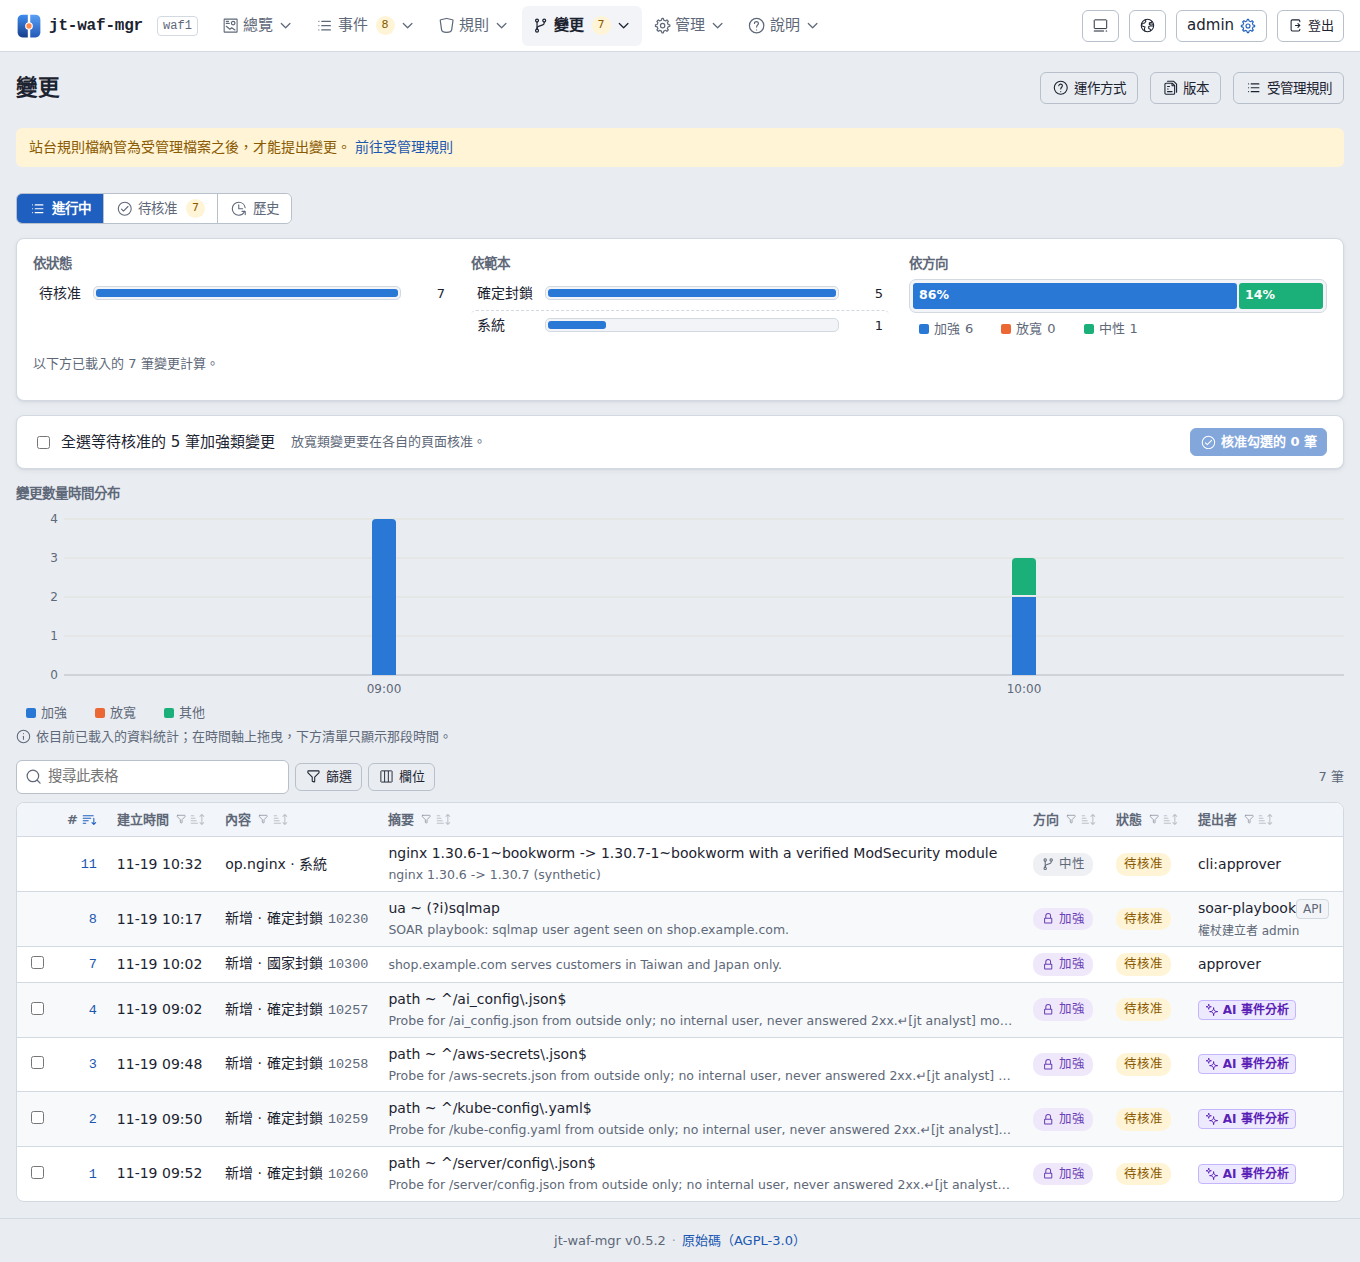 jt-waf-mgr waf1 總覽 事件 8 規則 變更 7 管理 說明 admin 登出
變更 運作方式 版本 受管理規則
站台規則檔納管為受管理檔案之後，才能提出變更。 前往受管理規則
進行中 待核准 7 歷史
依狀態 依範本 依方向
待核准 7 確定封鎖 5 86% 14%
系統 1 加強 6 放寬 0 中性 1
以下方已載入的 7 筆變更計算。
全選等待核准的 5 筆加強類變更 放寬類變更要在各自的頁面核准。 核准勾選的 0 筆
變更數量時間分布
4
3
2
1
0
09:00 10:00
加強 放寬 其他
依目前已載入的資料統計；在時間軸上拖曳，下方清單只顯示那段時間。
搜尋此表格 篩選 欄位 7 筆
# 建立時間 內容 摘要 方向 狀態 提出者
11 11-19 10:32 op.nginx · 系統 nginx 1.30.6-1~bookworm -> 1.30.7-1~bookworm with a verified ModSecurity module 中性 待核准 cli:approver
nginx 1.30.6 -> 1.30.7 (synthetic)
8 11-19 10:17 新增 · 確定封鎖 10230 ua ~ (?i)sqlmap 加強 待核准 soar-playbook API
SOAR playbook: sqlmap user agent seen on shop.example.com. 權杖建立者 admin
7 11-19 10:02 新增 · 國家封鎖 10300 shop.example.com serves customers in Taiwan and Japan only. 加強 待核准 approver
4 11-19 09:02 新增 · 確定封鎖 10257 path ~ ^/ai_config\.json$ 加強 待核准 AI 事件分析
Probe for /ai_config.json from outside only; no internal user, never answered 2xx.↵[jt analyst] mo…
3 11-19 09:48 新增 · 確定封鎖 10258 path ~ ^/aws-secrets\.json$ 加強 待核准 AI 事件分析
Probe for /aws-secrets.json from outside only; no internal user, never answered 2xx.↵[jt analyst] …
2 11-19 09:50 新增 · 確定封鎖 10259 path ~ ^/kube-config\.yaml$ 加強 待核准 AI 事件分析
Probe for /kube-config.yaml from outside only; no internal user, never answered 2xx.↵[jt analyst]…
1 11-19 09:52 新增 · 確定封鎖 10260 path ~ ^/server/config\.json$ 加強 待核准 AI 事件分析
Probe for /server/config.json from outside only; no internal user, never answered 2xx.↵[jt analyst…
jt-waf-mgr v0.5.2 · 原始碼（AGPL-3.0）